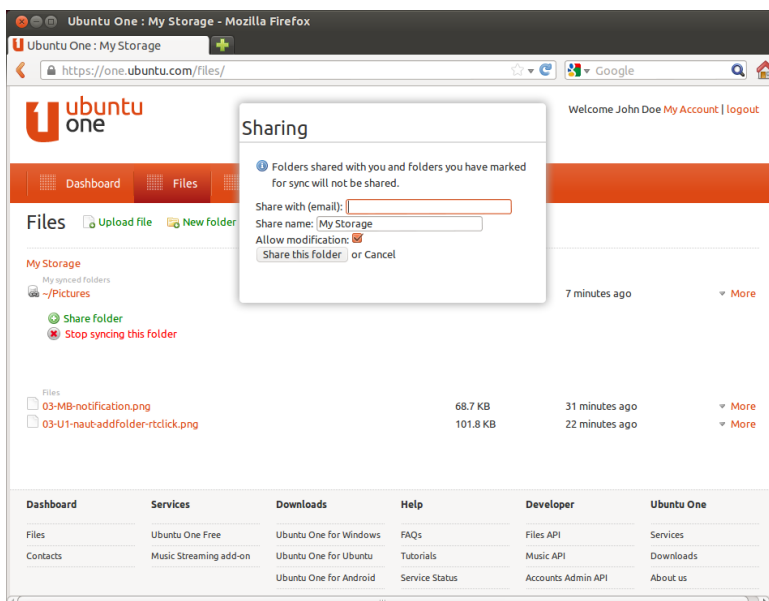 Ubuntu One : My Storage - Mozilla Firefox
Ubuntu One : My Storage
https://one.ubuntu.com/files/
Google
ubuntu
one
Welcome John Doe My Account | logout
Sharing
Folders shared with you and folders you have marked
for sync will not be shared.
Share with (email):
Share name: My Storage
Allow modification:
Share this folder or Cancel
Dashboard Files
Files Upload file New folder
My Storage
My synced folders
~/Pictures 7 minutes ago More
Share folder
Stop syncing this folder
Files
03-MB-notification.png 68.7 KB 31 minutes ago More
03-U1-naut-addfolder-rtclick.png 101.8 KB 22 minutes ago More
Dashboard Services Downloads Help Developer Ubuntu One
Files Ubuntu One Free Ubuntu One for Windows FAQs Files API Services
Contacts Music Streaming add-on Ubuntu One for Ubuntu Tutorials Music API Downloads
Ubuntu One for Android Service Status Accounts Admin API About us